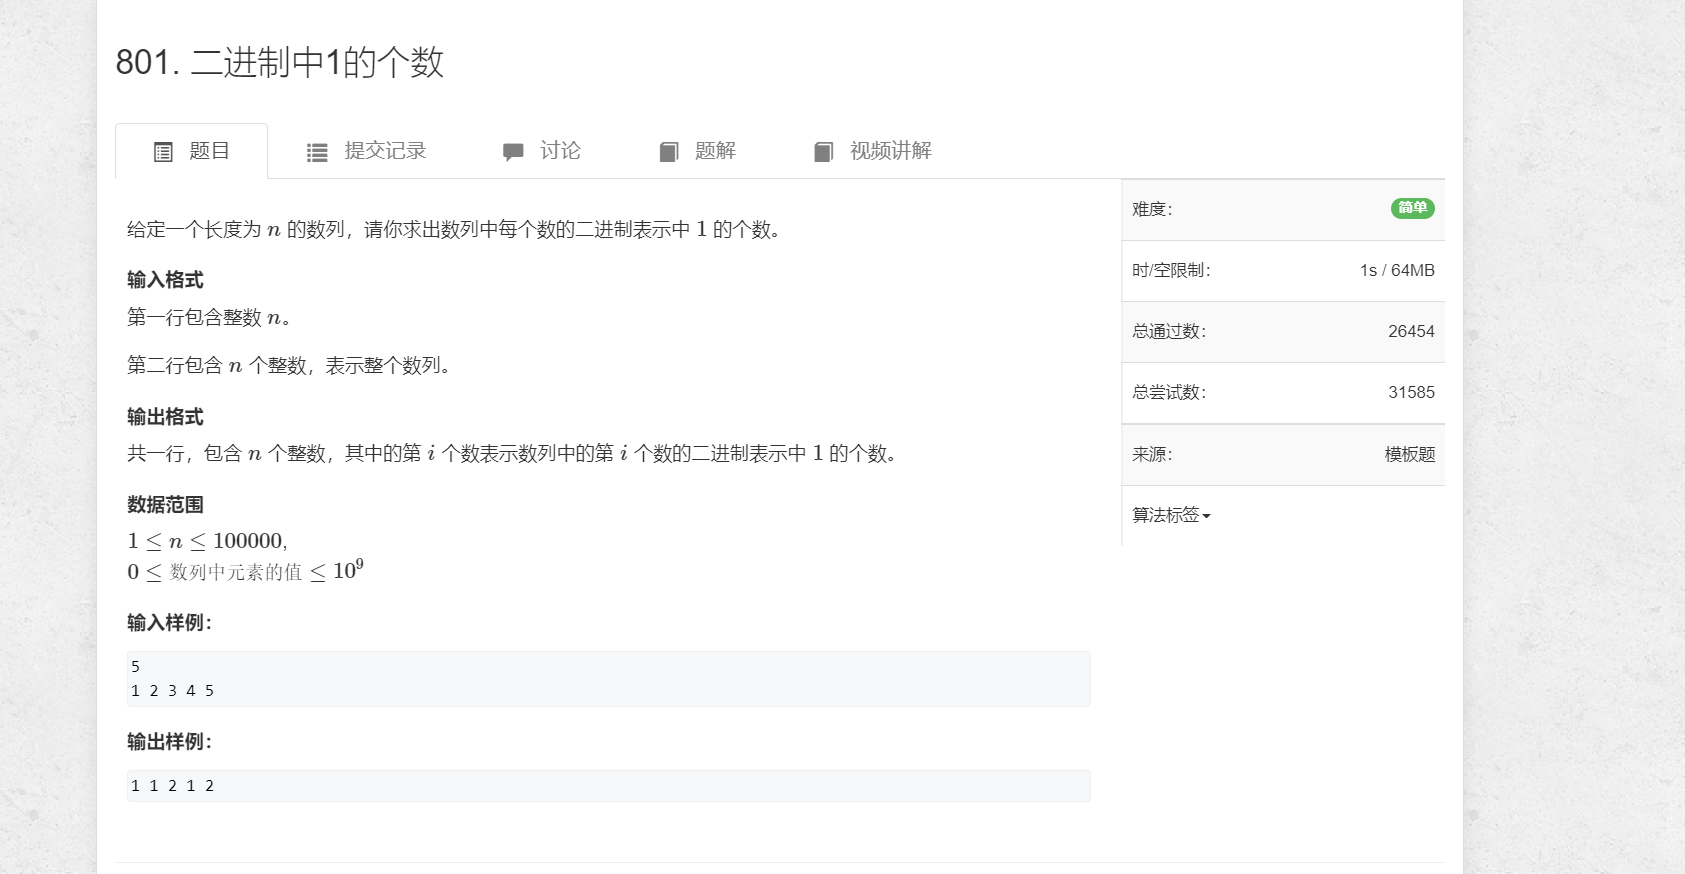 801. 二进制中1的个数
题目 提交记录 讨论 题解 视频讲解
给定一个长度为 n 的数列，请你求出数列中每个数的二进制表示中 1 的个数。
输入格式
第一行包含整数 n。
第二行包含 n 个整数，表示整个数列。
输出格式
共一行，包含 n 个整数，其中的第 i 个数表示数列中的第 i 个数的二进制表示中 1 的个数。
数据范围
1 ≤ n ≤ 100000,
0 ≤ 数列中元素的值 ≤ 10⁹
输入样例：
5
1 2 3 4 5
输出样例：
1 1 2 1 2
难度： 简单
时/空限制： 1s / 64MB
总通过数： 26454
总尝试数： 31585
来源： 模板题
算法标签